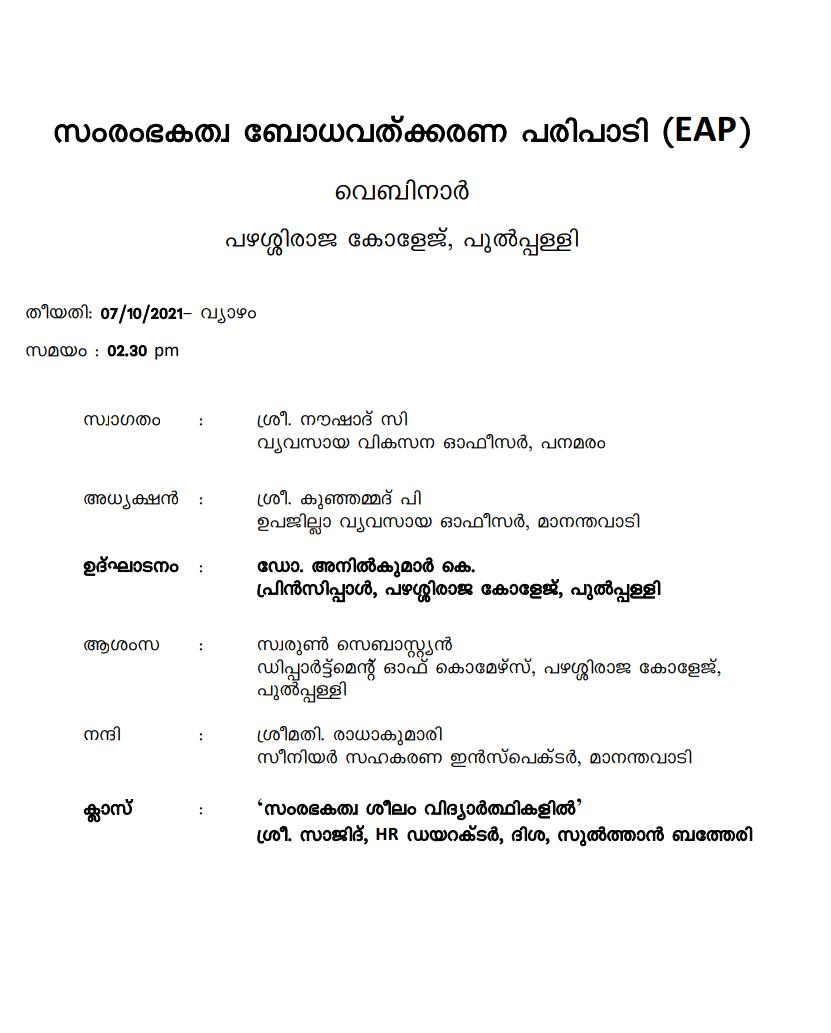 സംരംഭകത്വ ബോധവത്ക്കരണ പരിപാടി (EAP)
വെബിനാർ
പഴശ്ശിരാജ കോളേജ്, പുൽപ്പള്ളി
തീയതി: 07/10/2021– വ്യാഴം
സമയം : 02.30 pm
സ്വാഗതം : ശ്രീ. നൗഷാദ് സി
വ്യവസായ വികസന ഓഫീസർ, പനമരം
അധ്യക്ഷൻ : ശ്രീ. കുഞ്ഞമ്മദ് പി
ഉപജില്ലാ വ്യവസായ ഓഫീസർ, മാനന്തവാടി
ഉദ്ഘാടനം : ഡോ. അനിൽകുമാർ കെ.
പ്രിൻസിപ്പാൾ, പഴശ്ശിരാജ കോളേജ്, പുൽപ്പള്ളി
ആശംസ : സ്വരുൺ സെബാസ്റ്റ്യൻ
ഡിപ്പാർട്ട്മെന്റ് ഓഫ് കൊമേഴ്സ്, പഴശ്ശിരാജ കോളേജ്,
പുൽപ്പള്ളി
നന്ദി : ശ്രീമതി. രാധാകുമാരി
സീനിയർ സഹകരണ ഇൻസ്പെക്ടർ, മാനന്തവാടി
ക്ലാസ് : ‘സംരഭകത്വ ശീലം വിദ്യാർത്ഥികളിൽ’
ശ്രീ. സാജിദ്, HR ഡയറക്ടർ, ദിശ, സുൽത്താൻ ബത്തേരി